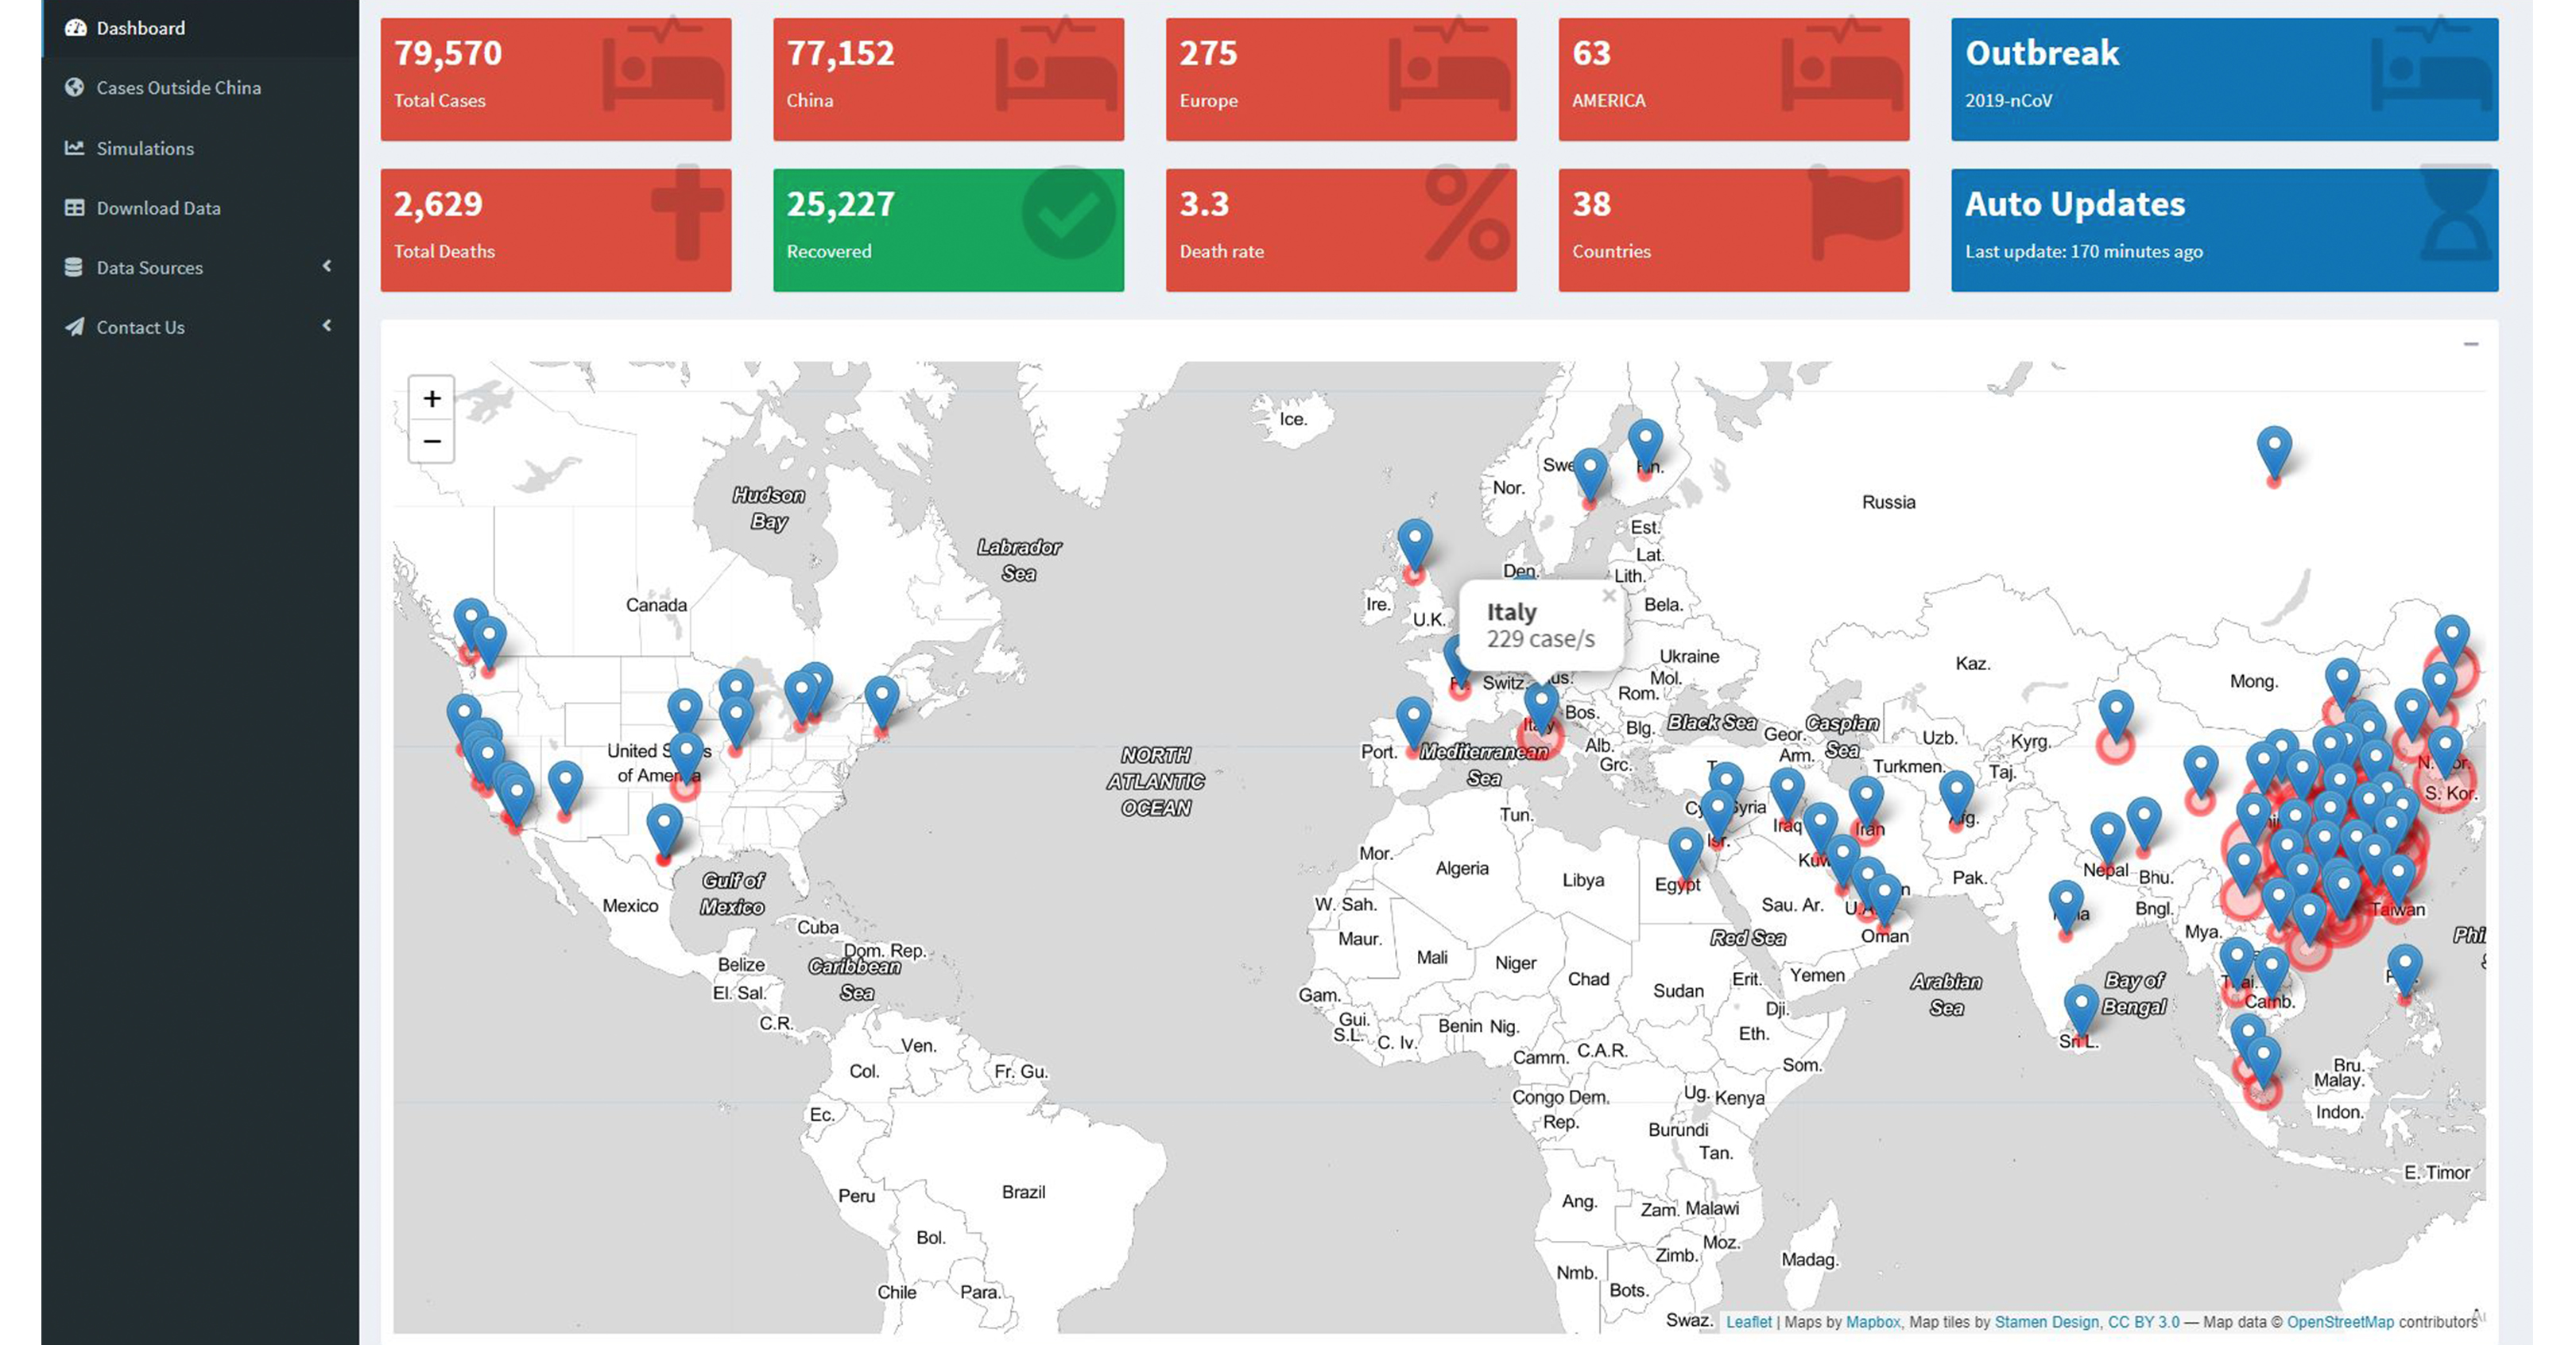 Dashboard
Cases Outside China
Simulations
Download Data
Data Sources
Contact Us
79,570
Total Cases
77,152
China
275
Europe
63
AMERICA
Outbreak
2019-nCoV
2,629
Total Deaths
25,227
Recovered
3.3
Death rate
38
Countries
Auto Updates
Last update: 170 minutes ago
+
−
Ice.
Swe
Nor.
Russia
Hudson
Bay
Est.
Labrador
Sea
Lat.
Den.
Lith.
Canada
Ire.
Bela.
U.K.
Italy
229 case/s
×
Ukraine
Kaz.
Switz.
Mol.
Mong.
Rom.
Bos.
Blg.
Black Sea
Caspian
Sea
Geor.
Uzb.
Kyrg.
Alb.
Arm.
Port.
Mediterranean
Sea
Grc.
Turkmen.
Taj.
United S s
of America
NORTH
ATLANTIC
OCEAN
S. Kor.
Syria
Tun.
Iraq
Iran
Isr.
Mor.
Algeria
Libya
Egypt
Pak.
Nepal
Bhu.
Gulf of
Mexico
Mexico
W. Sah.
Sau. Ar.
Bngl.
Taiwan
Cuba
Maur.
Red Sea
Oman
Mya.
Dom. Rep.
Mali
Niger
Belize
Caribbean
Sea
Chad
Erit.
Yemen
Arabian
Sea
Bay of
Bengal
El. Sal.
Gam.
Sudan
Camb.
Dji.
C.R.
Gui.
S.L.
C. Iv.
Benin
Nig.
Eth.
Sri L.
Ven.
Camrn.
C.A.R.
Som.
Col.
Fr. Gu.
Bru.
Malay.
Congo Dem.
Rep.
Ug.
Kenya
Ec.
Indon.
Burundi
Tan.
E. Timor
Peru
Brazil
Ang.
Zam.
Malawi
Bol.
Moz.
Zimb.
Madag.
Nmb.
Chile
Para.
Bots.
Swaz.
Leaflet | Maps by Mapbox, Map tiles by Stamen Design, CC BY 3.0 — Map data © OpenStreetMap contributors